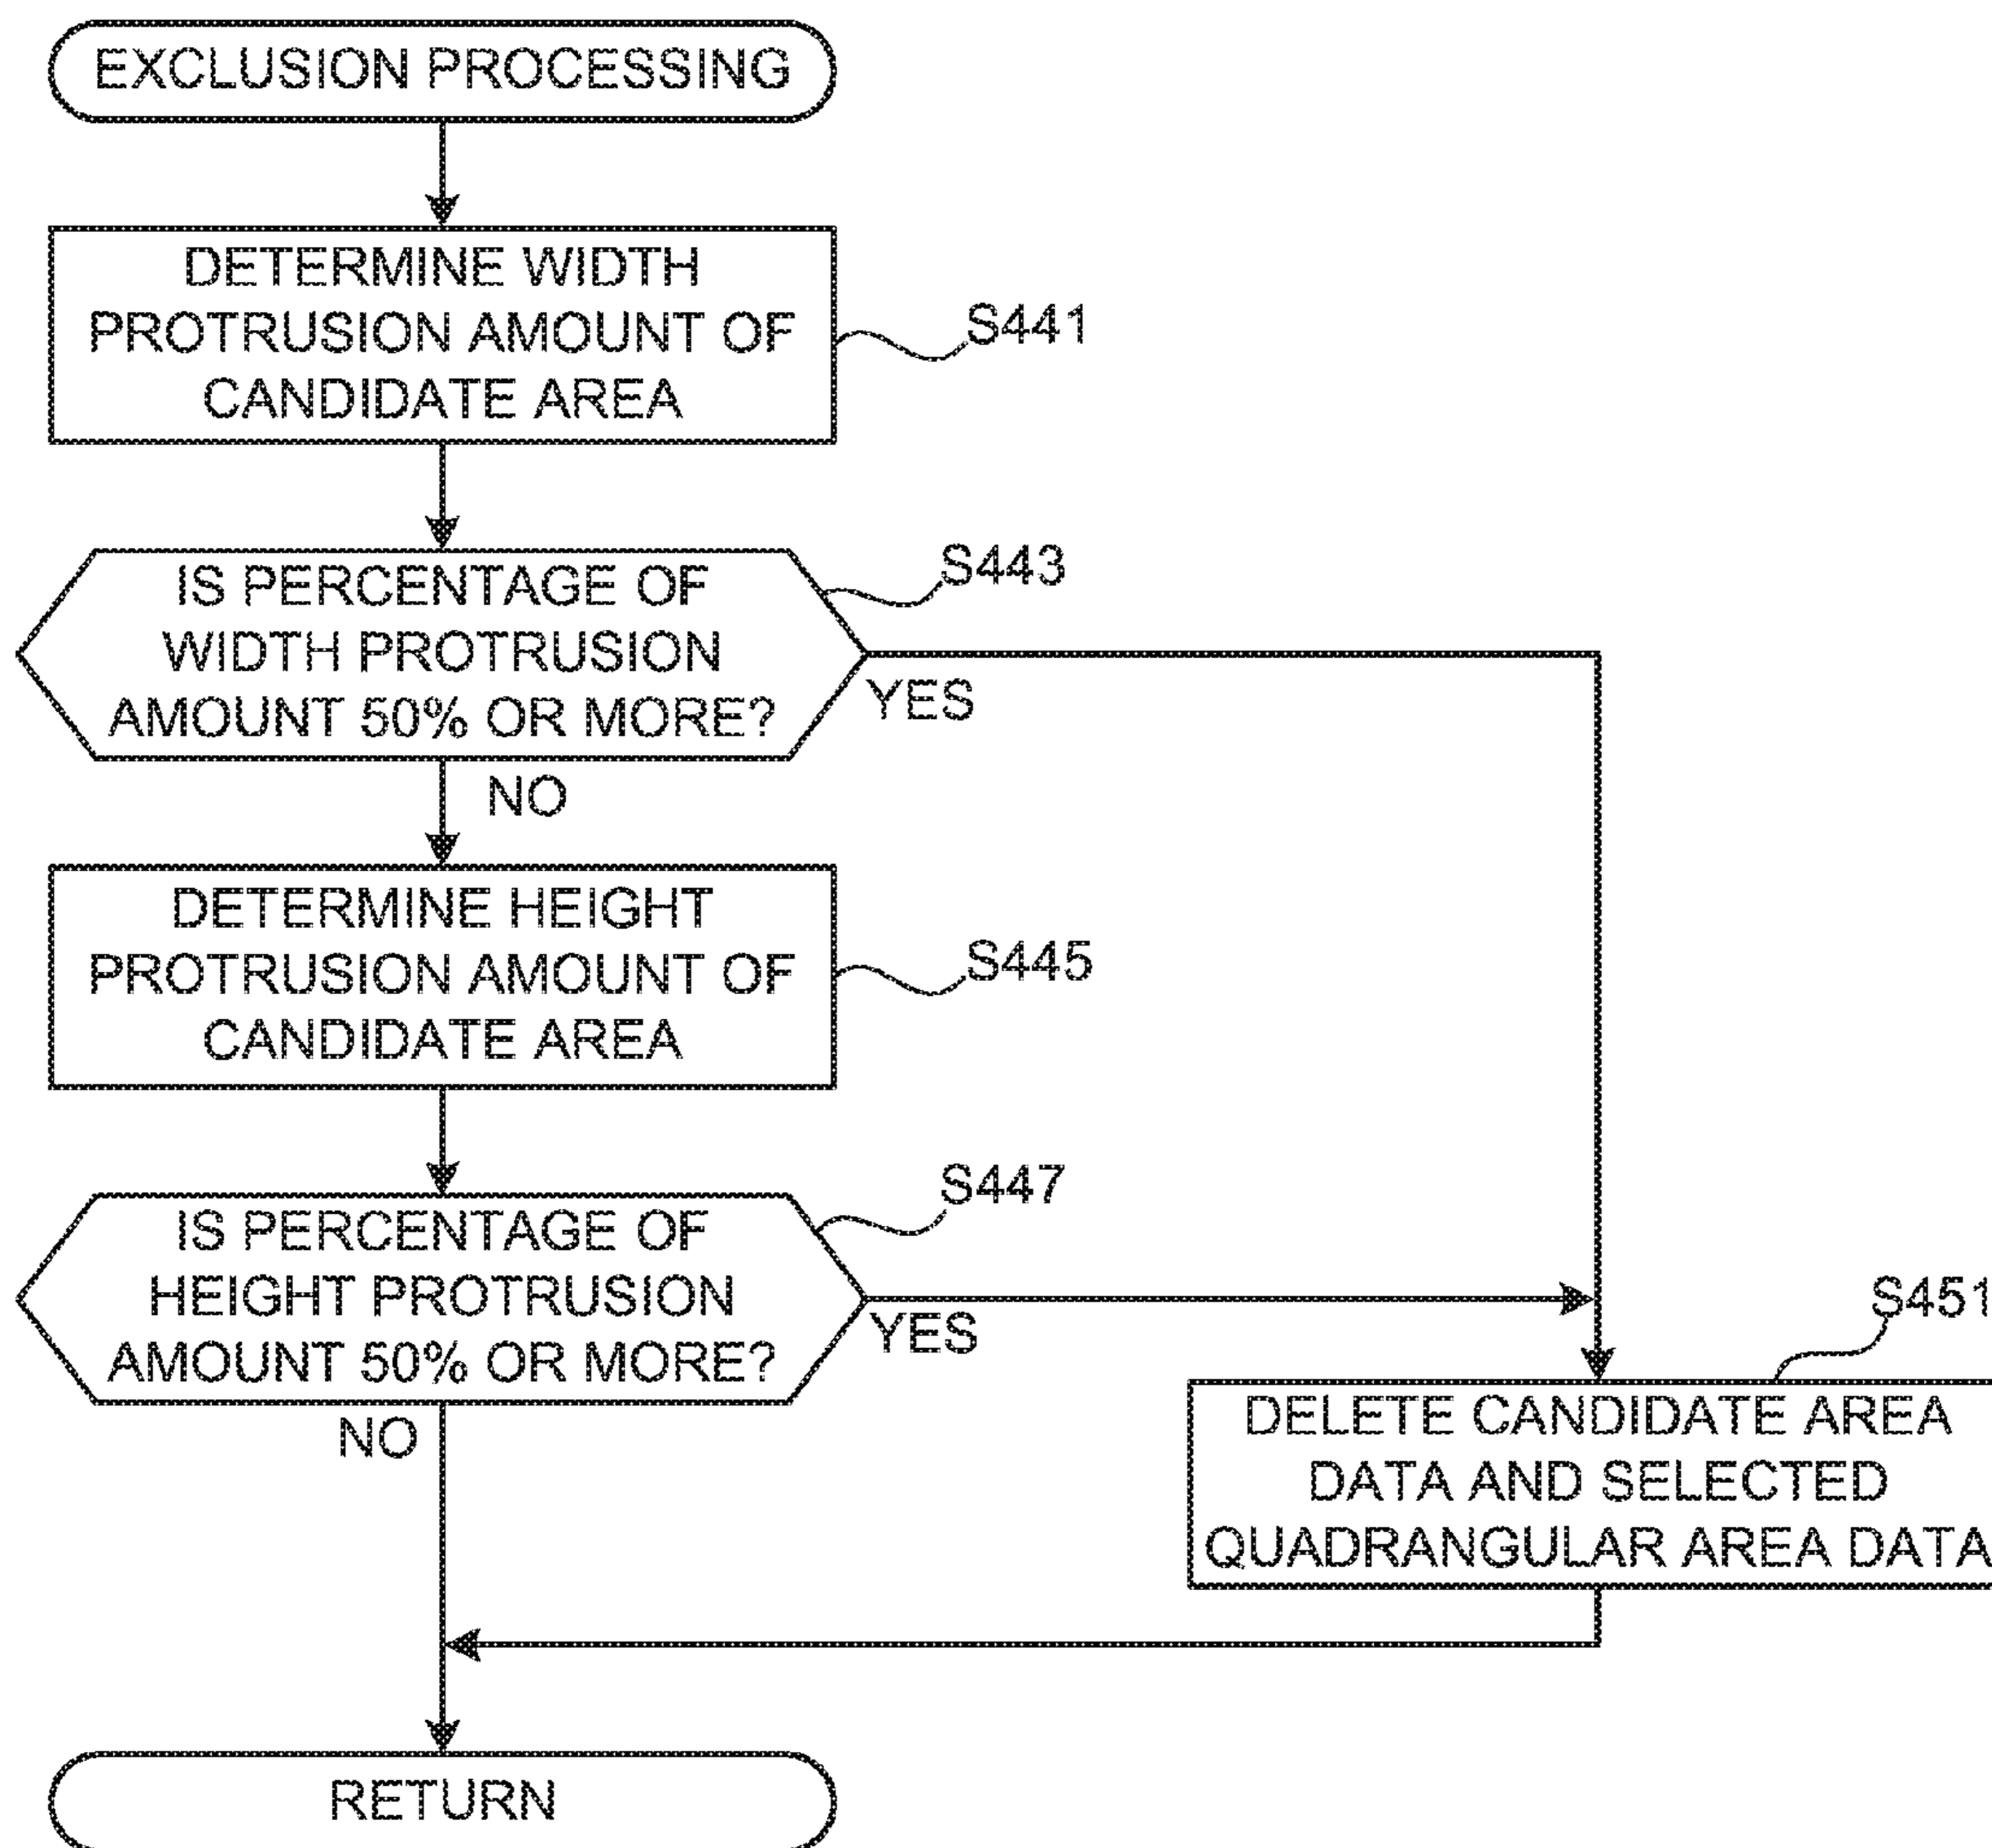 EXCLUSION PROCESSING
DETERMINE WIDTH
PROTRUSION AMOUNT OF
CANDIDATE AREA
S441
IS PERCENTAGE OF
WIDTH PROTRUSION
AMOUNT 50% OR MORE?
S443
YES
NO
DETERMINE HEIGHT
PROTRUSION AMOUNT OF
CANDIDATE AREA
S445
IS PERCENTAGE OF
HEIGHT PROTRUSION
AMOUNT 50% OR MORE?
S447
YES
NO
S451
DELETE CANDIDATE AREA
DATA AND SELECTED
QUADRANGULAR AREA DATA
RETURN